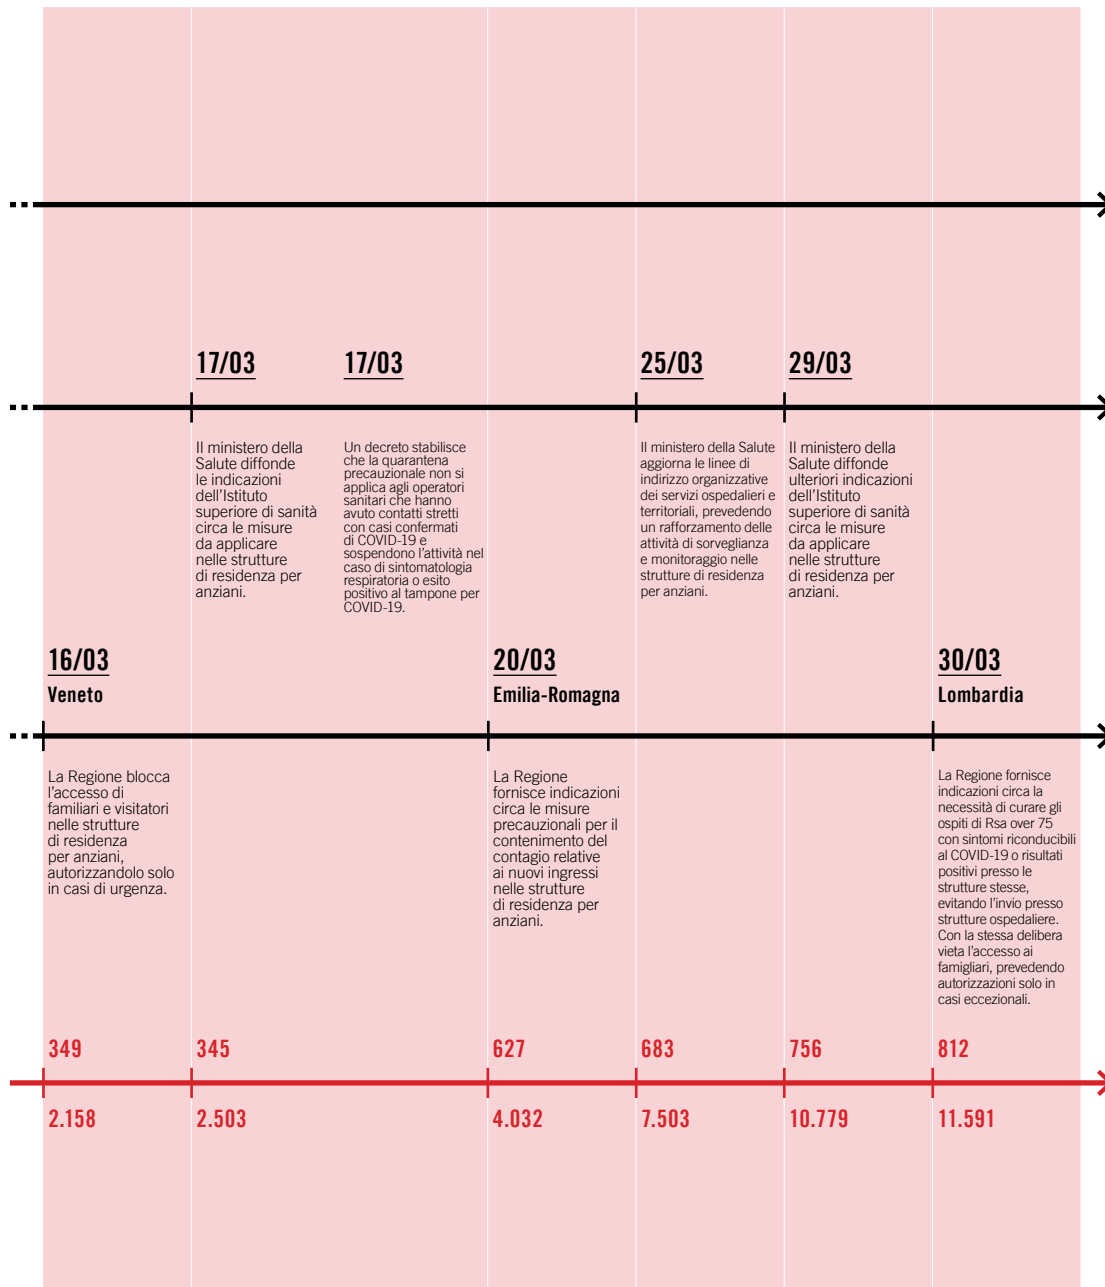 17/03
17/03
25/03
29/03
Il ministero della
Salute diffonde
le indicazioni
dell’Istituto
superiore di sanità
circa le misure
da applicare
nelle strutture
di residenza per
anziani.
Un decreto stabilisce
che la quarantena
precauzionale non si
applica agli operatori
sanitari che hanno
avuto contatti stretti
con casi confermati
di COVID-19 e
sospendono l’attività nel
caso di sintomatologia
respiratoria o esito
positivo al tampone per
COVID-19.
Il ministero della Salute
aggiorna le linee di
indirizzo organizzative
dei servizi ospedalieri e
territoriali, prevedendo
un rafforzamento delle
attività di sorveglianza
e monitoraggio nelle
strutture di residenza
per anziani.
Il ministero della
Salute diffonde
ulteriori indicazioni
dell’Istituto
superiore di sanità
circa le misure
da applicare
nelle strutture
di residenza per
anziani.
16/03
Veneto
20/03
Emilia-Romagna
30/03
Lombardia
La Regione blocca
l’accesso di
familiari e visitatori
nelle strutture
di residenza
per anziani,
autorizzandolo solo
in casi di urgenza.
La Regione
fornisce indicazioni
circa le misure
precauzionali per il
contenimento del
contagio relative
ai nuovi ingressi
nelle strutture
di residenza per
anziani.
La Regione fornisce
indicazioni circa la
necessità di curare gli
ospiti di Rsa over 75
con sintomi riconducibili
al COVID-19 o risultati
positivi presso le
strutture stesse,
evitando l’invio presso
strutture ospedaliere.
Con la stessa delibera
vieta l’accesso ai
famigliari, prevedendo
autorizzazioni solo in
casi eccezionali.
349
345
627
683
756
812
2.158
2.503
4.032
7.503
10.779
11.591